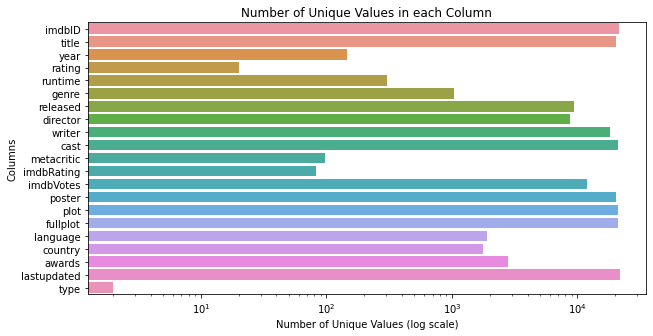 Number of Unique Values in each Column
imdbID
title
year
rating
runtime
genre
released
director
writer
cast
metacritic
imdbRating
imdbVotes
poster
plot
fullplot
language
country
awards
lastupdated
type
Columns
10¹ 10² 10³ 10⁴
Number of Unique Values (log scale)